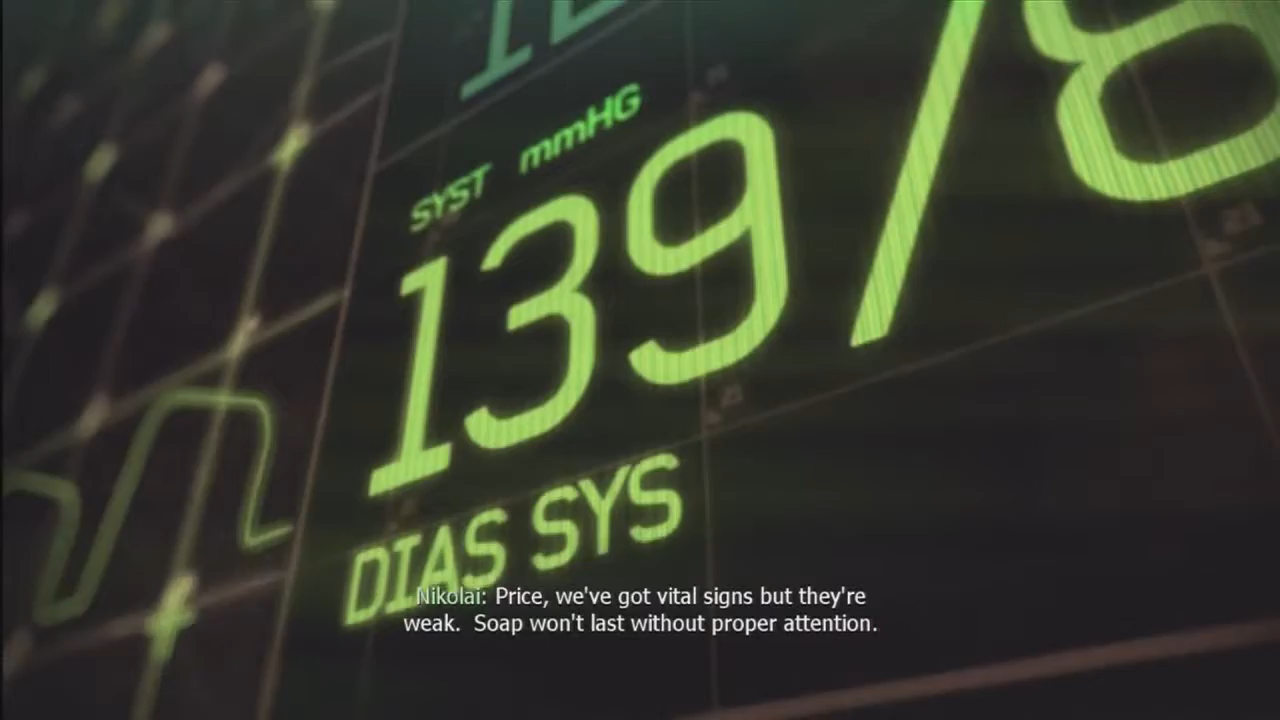 SYST mmHG
139/8
DIAS SYS
Nikolai: Price, we've got vital signs but they're
weak. Soap won't last without proper attention.